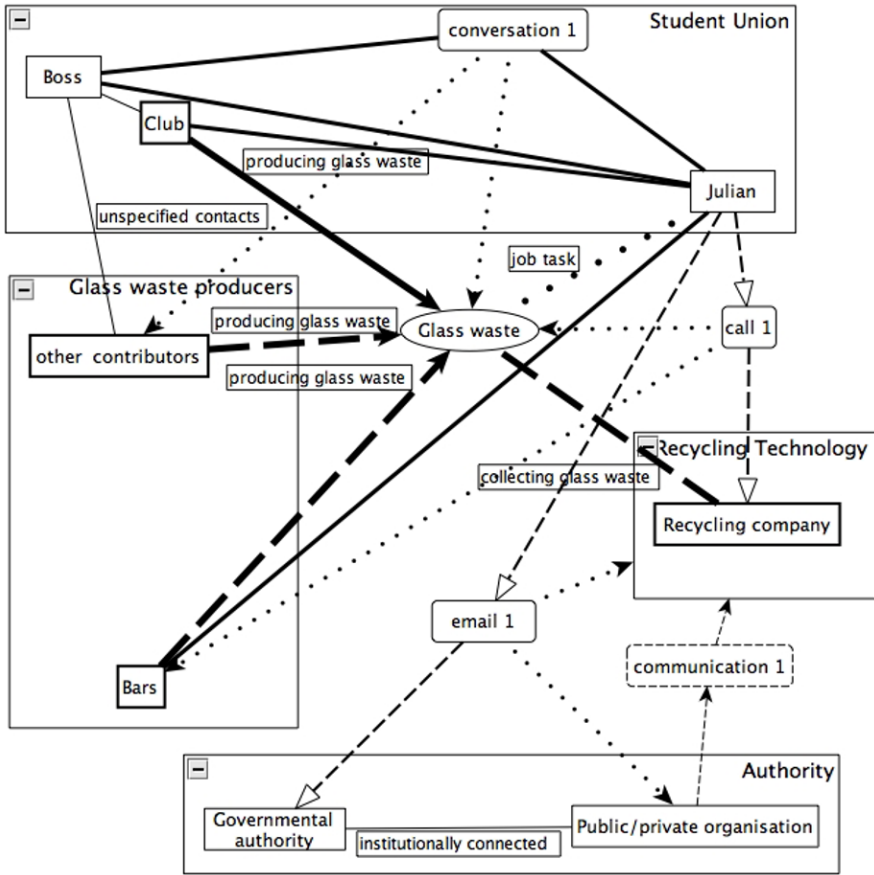 Student Union
conversation 1
Boss
Club
producing glass waste
Julian
unspecified contacts
job task
Glass waste producers
producing glass waste
Glass waste
call 1
other contributors
producing glass waste
Recycling Technology
collecting glass waste
Recycling company
email 1
communication 1
Bars
Authority
Governmental
authority
institutionally connected
Public/private organisation